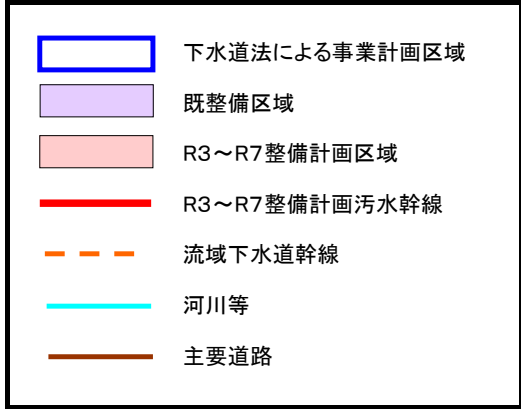 下水道法による事業計画区域
既整備区域
R3～R7整備計画区域
R3～R7整備計画汚水幹線
流域下水道幹線
河川等
主要道路